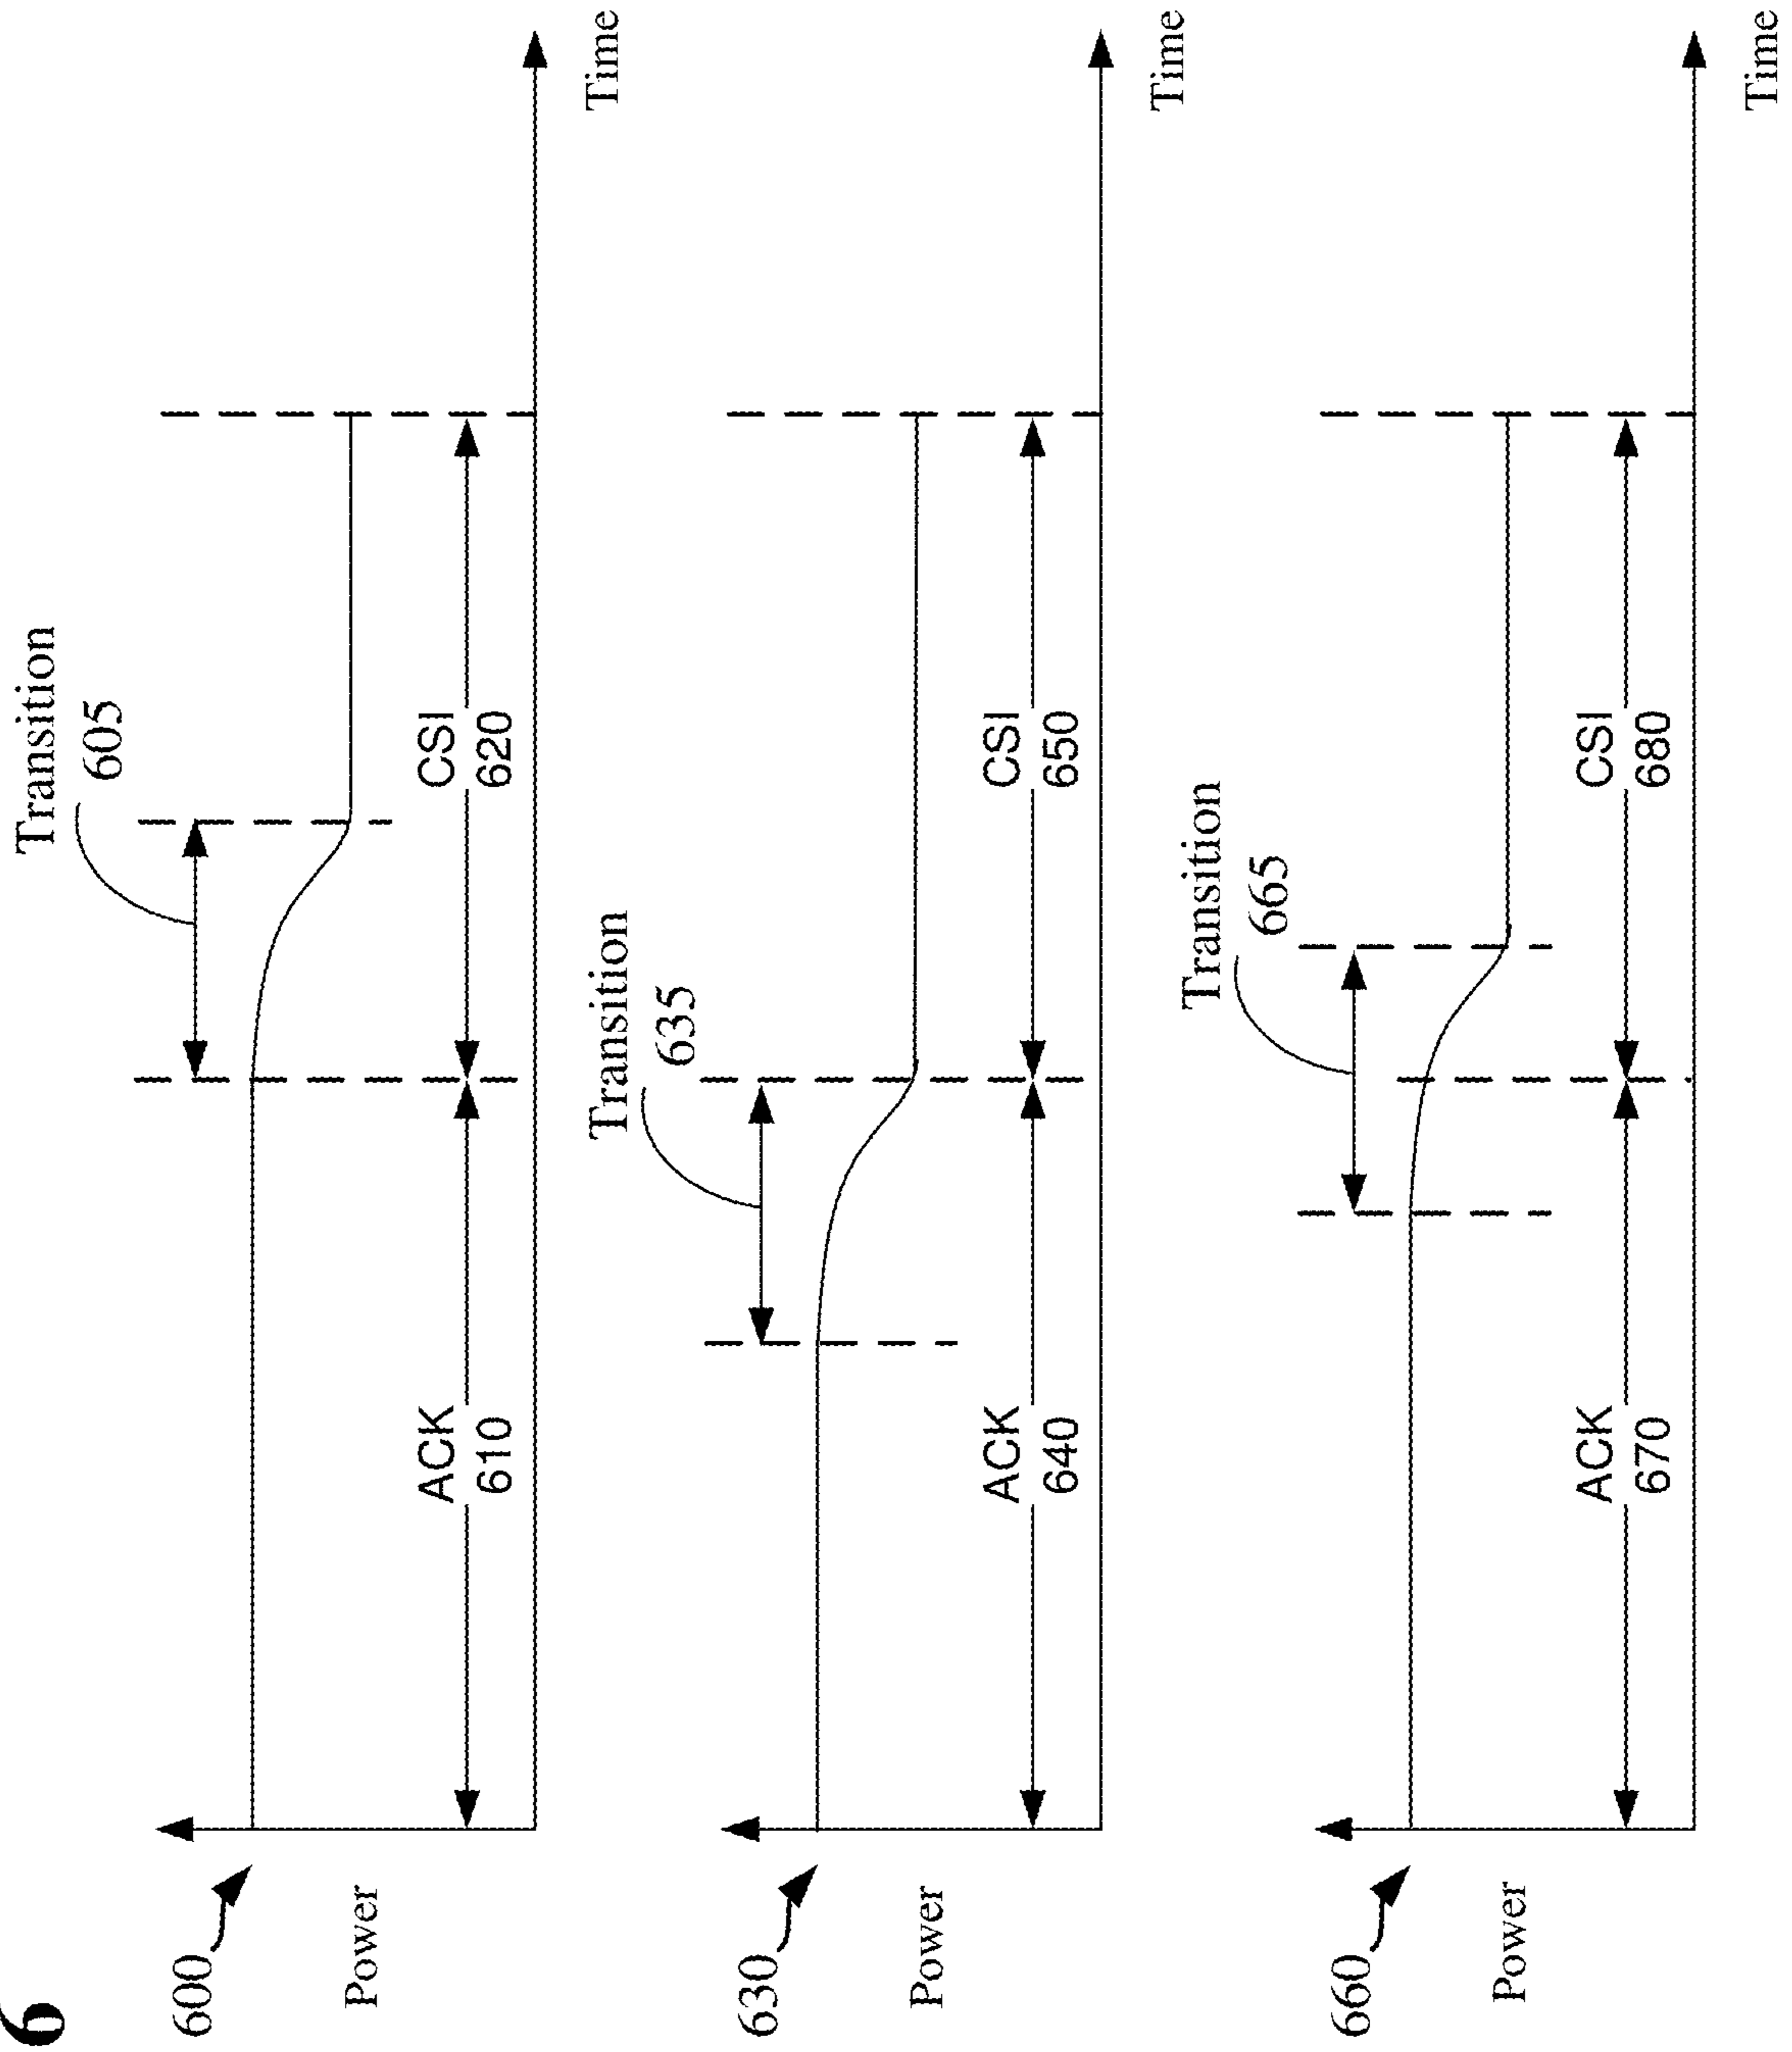 6
600
Power
Transition
605
ACK
610
CSI
620
Time
630
Power
Transition
635
ACK
640
CSI
650
Time
660
Power
Transition
665
ACK
670
CSI
680
Time